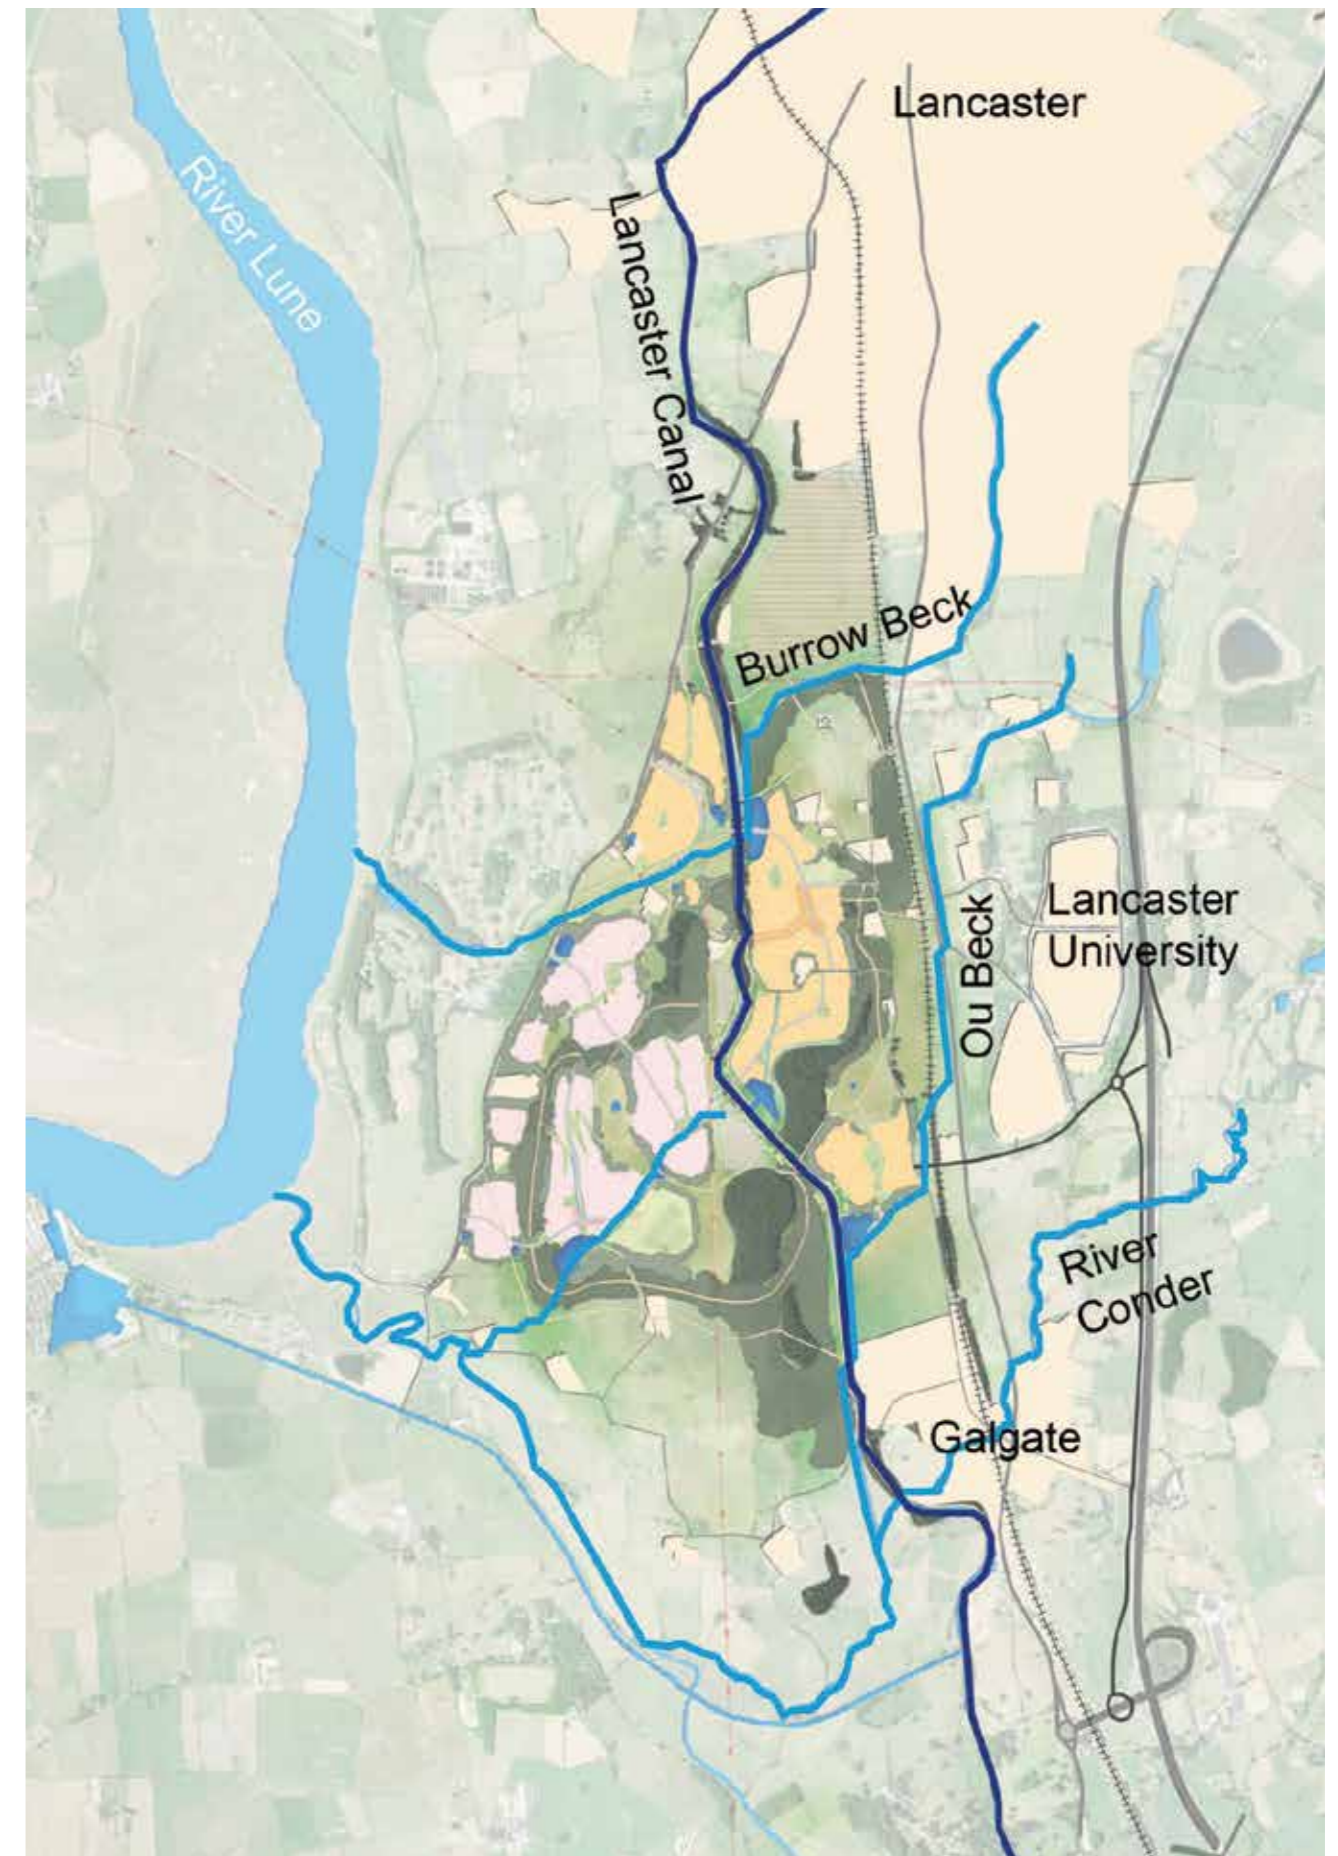 Lancaster
River Lune
Lancaster Canal
Burrow Beck
Lancaster
University
Ou Beck
River
Conder
Galgate